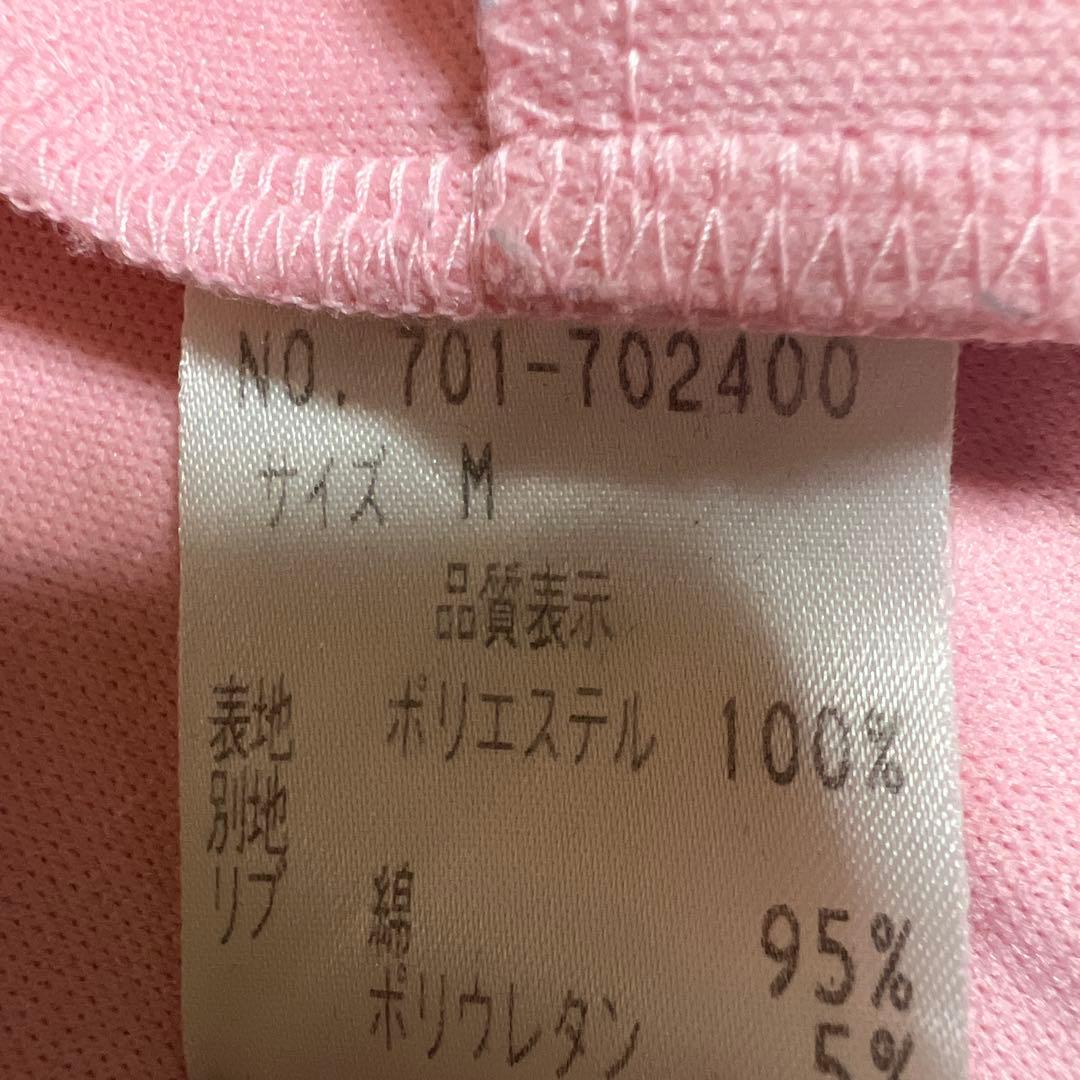 NO. 701-702400
サイズ M
品質表示
表地 ポリエステル 100%
別地
リブ 綿 95%
ポリウレタン 5%